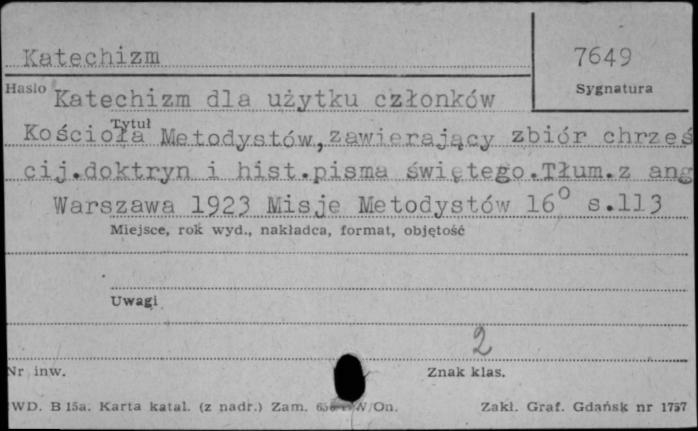 Katechizm
7649
Hasło
Sygnatura
Katechizm dla użytku członków
Tytuł
Kościoła Metodystów, zawierający zbiór chrześ
cij.doktryn i hist.pisma świętego.Tłum.z ang
Warszawa 1923 Misje Metodystów 16° s.113
Miejsce, rok wyd., nakładca, format, objętość
Uwagi
2
Nr inw.
Znak klas.
WD. B 15a. Karta katal. (z nadr.) Zam. W/On.
Zakł. Graf. Gdańsk nr 1757